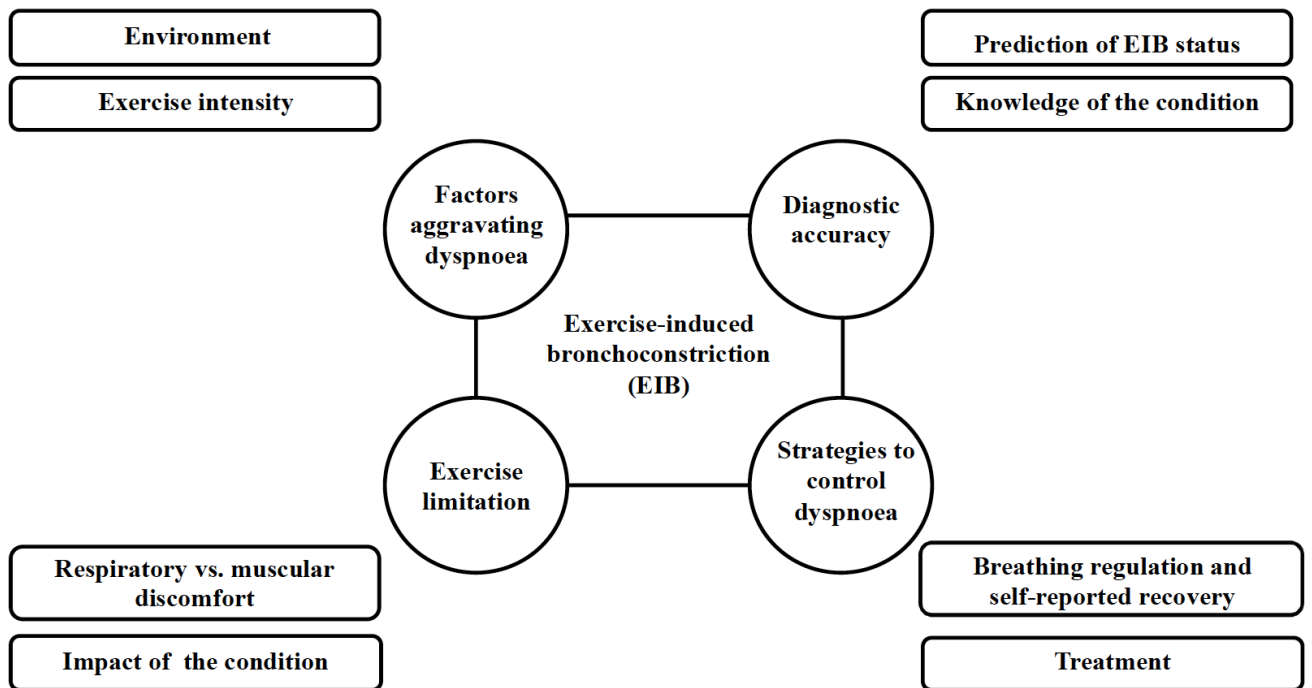 Environment
Prediction of EIB status
Exercise intensity
Knowledge of the condition
Factors
aggravating
dyspnoea
Diagnostic
accuracy
Exercise-induced
bronchoconstriction
(EIB)
Exercise
limitation
Strategies to
control
dyspnoea
Respiratory vs. muscular
discomfort
Breathing regulation and
self-reported recovery
Impact of the condition
Treatment